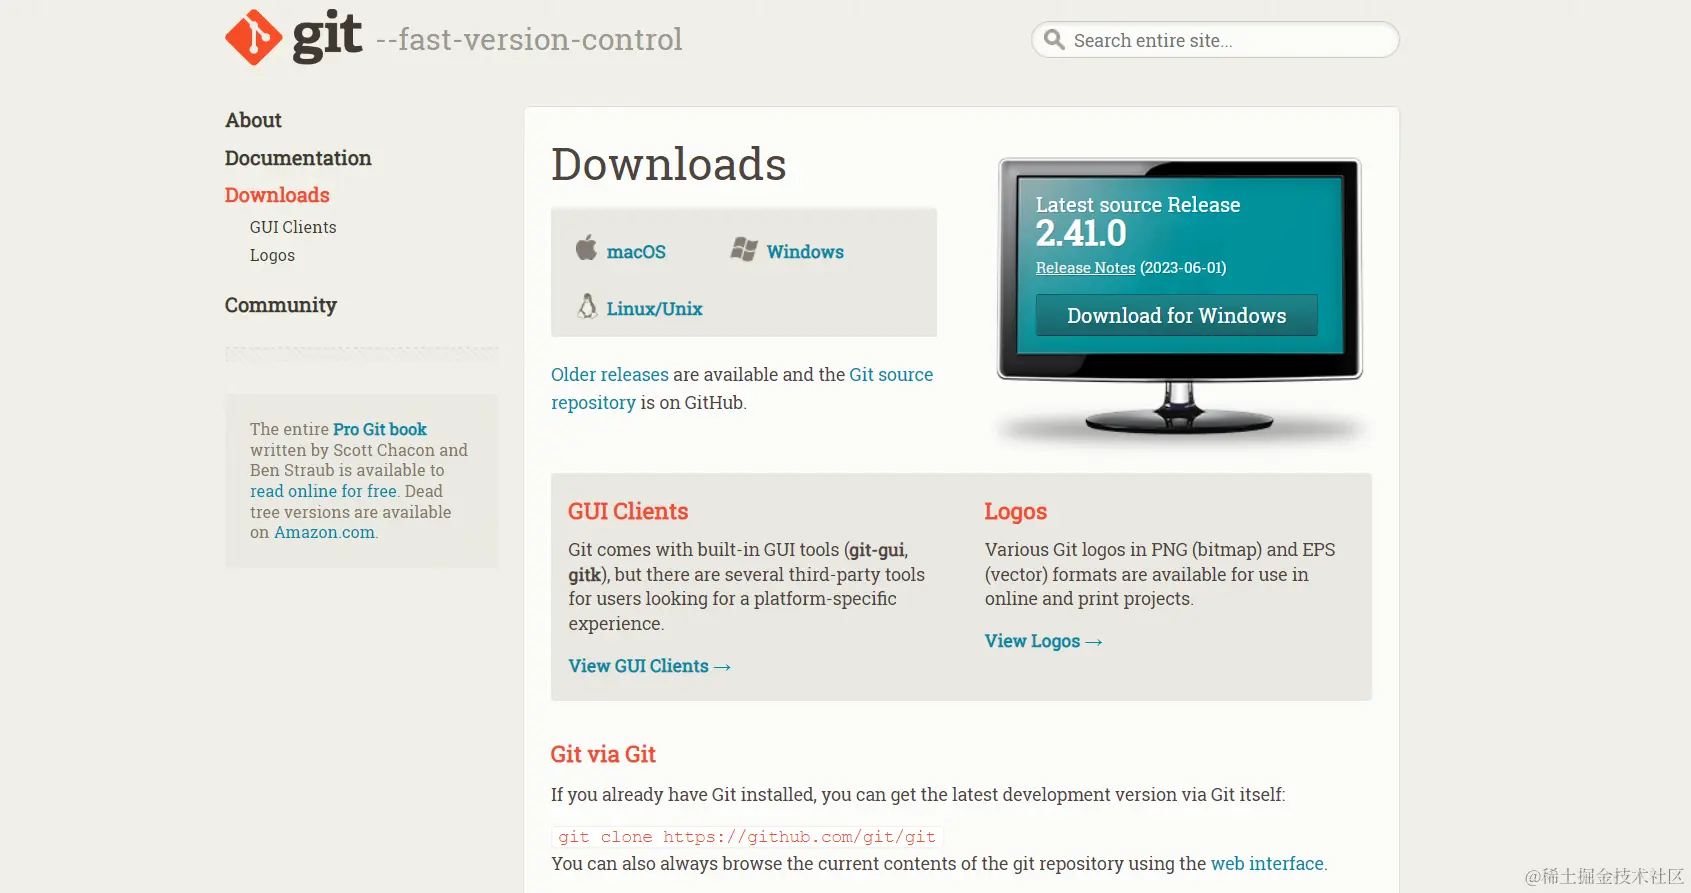 git --fast-version-control
Search entire site...
About
Documentation
Downloads
GUI Clients
Logos
Community
The entire Pro Git book
written by Scott Chacon and
Ben Straub is available to
read online for free. Dead
tree versions are available
on Amazon.com.
Downloads
macOS
Windows
Linux/Unix
Older releases are available and the Git source
repository is on GitHub.
Latest source Release
2.41.0
Release Notes (2023-06-01)
Download for Windows
GUI Clients
Git comes with built-in GUI tools (git-gui,
gitk), but there are several third-party tools
for users looking for a platform-specific
experience.
View GUI Clients →
Logos
Various Git logos in PNG (bitmap) and EPS
(vector) formats are available for use in
online and print projects.
View Logos →
Git via Git
If you already have Git installed, you can get the latest development version via Git itself:
git clone https://github.com/git/git
You can also always browse the current contents of the git repository using the web interface.
@稀土掘金技术社区